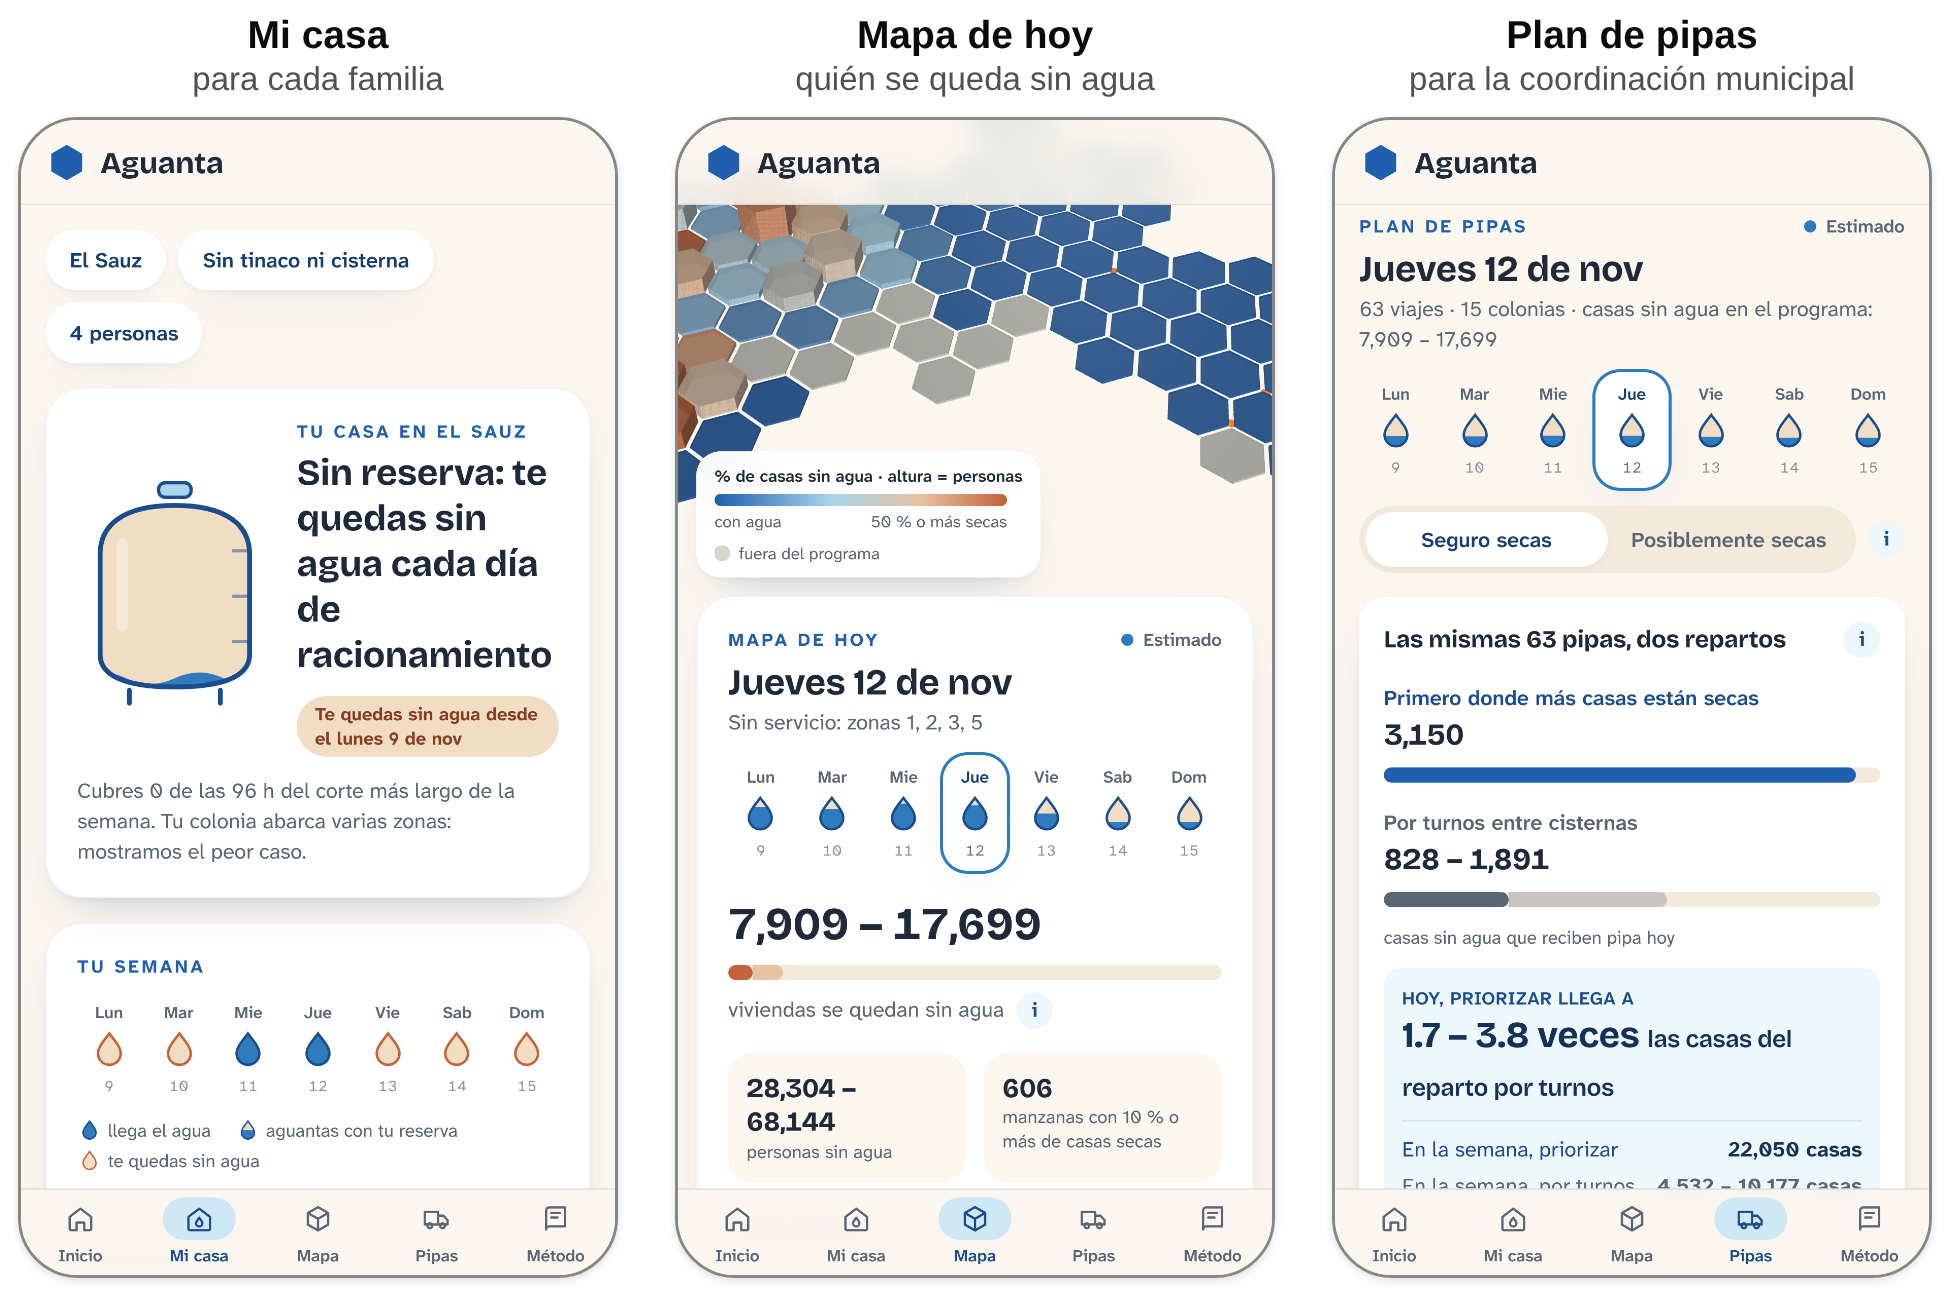 Mi casa
para cada familia
Aguanta
El Sauz
Sin tinaco ni cisterna
4 personas
TU CASA EN EL SAUZ
Sin reserva: te
quedas sin
agua cada día
de
racionamiento
Te quedas sin agua desde
el lunes 9 de nov
Cubres 0 de las 96 h del corte más largo de la
semana. Tu colonia abarca varias zonas:
mostramos el peor caso.
TU SEMANA
Lun Mar Mie Jue Vie Sab Dom
9 10 11 12 13 14 15
llega el agua aguantas con tu reserva
te quedas sin agua
Inicio Mi casa Mapa Pipas Método
Mapa de hoy
quién se queda sin agua
Aguanta
% de casas sin agua · altura = personas
con agua 50 % o más secas
fuera del programa
MAPA DE HOY Estimado
Jueves 12 de nov
Sin servicio: zonas 1, 2, 3, 5
Lun Mar Mie Jue Vie Sab Dom
9 10 11 12 13 14 15
7,909 – 17,699
viviendas se quedan sin agua i
28,304 –
68,144
personas sin agua
606
manzanas con 10 % o
más de casas secas
Inicio Mi casa Mapa Pipas Método
Plan de pipas
para la coordinación municipal
Aguanta
PLAN DE PIPAS Estimado
Jueves 12 de nov
63 viajes · 15 colonias · casas sin agua en el programa:
7,909 – 17,699
Lun Mar Mie Jue Vie Sab Dom
9 10 11 12 13 14 15
Seguro secas Posiblemente secas i
Las mismas 63 pipas, dos repartos i
Primero donde más casas están secas
3,150
Por turnos entre cisternas
828 – 1,891
casas sin agua que reciben pipa hoy
HOY, PRIORIZAR LLEGA A
1.7 – 3.8 veces las casas del
reparto por turnos
En la semana, priorizar 22,050 casas
En la semana, por turnos 4,532 – 10,177 casas
Inicio Mi casa Mapa Pipas Método